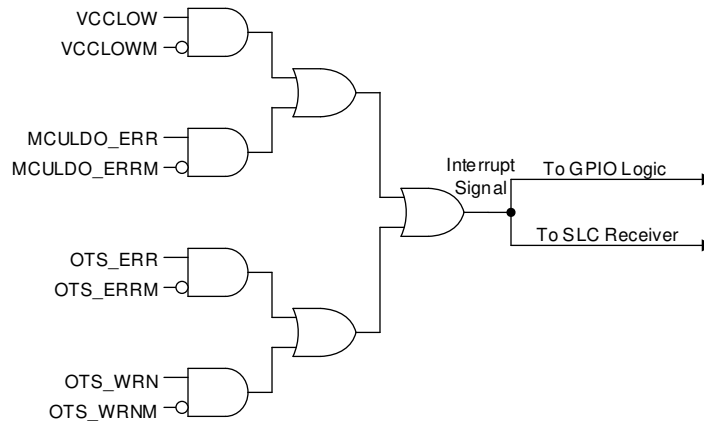 VCCLOW
VCCLOWM
MCULDO_ERR
MCULDO_ERRM
Interrupt
Signal
To GPIO Logic
To SLC Receiver
OTS_ERR
OTS_ERRM
OTS_WRN
OTS_WRNM